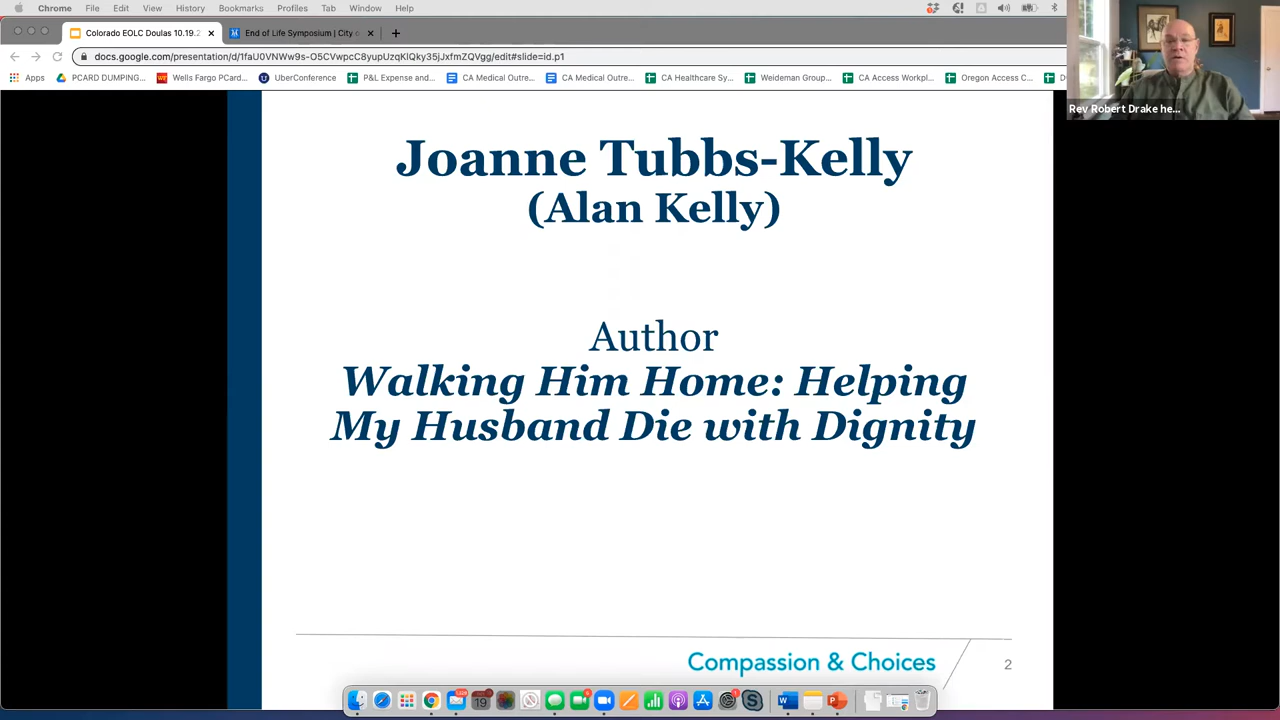 Chrome File Edit View History Bookmarks Profiles Tab Window Help
Colorado EOLC Doulas 10.19.2
End of Life Symposium | City o
docs.google.com/presentation/d/1faU0VNWw9s-O5CVwpcC8yupUzqKlQky35jJxfmZQVgg/edit#slide=id.p1
Apps PCARD DUMPING... Wells Fargo PCard... UberConference P&L Expense and... CA Medical Outre... CA Medical Outre... CA Healthcare Sy... Weideman Group... CA Access Workpl... Oregon Access C...
Rev Robert Drake he...
Joanne Tubbs-Kelly
(Alan Kelly)
Author
Walking Him Home: Helping
My Husband Die with Dignity
Compassion & Choices
2
19